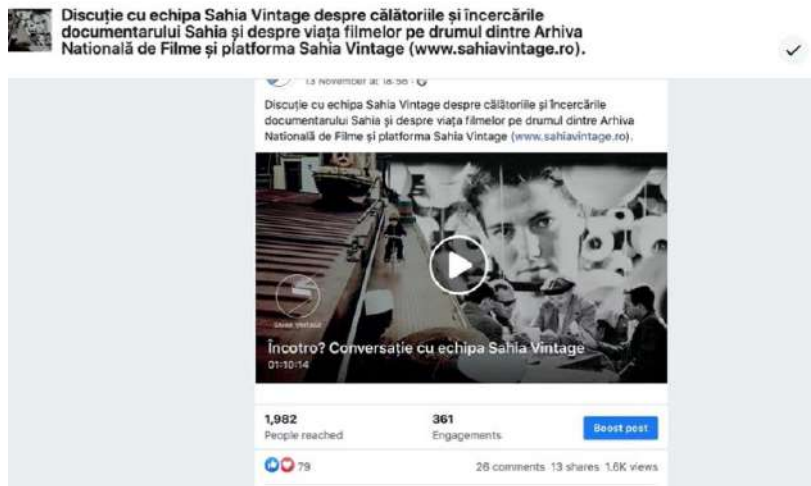 Discuție cu echipa Sahia Vintage despre călătoriile și încercările
documentarului Sahia și despre viața filmelor pe drumul dintre Arhiva
Natională de Filme și platforma Sahia Vintage (www.sahiavintage.ro).
13 November at 18:56
Discuție cu echipa Sahia Vintage despre călătoriile și încercările
documentarului Sahia și despre viața filmelor pe drumul dintre Arhiva
Natională de Filme și platforma Sahia Vintage (www.sahiavintage.ro).
SAHIA VINTAGE
Încotro? Conversație cu echipa Sahia Vintage
01:10:14
1,982 361
People reached Engagements
Boost post
79 26 comments 13 shares 1.6K views